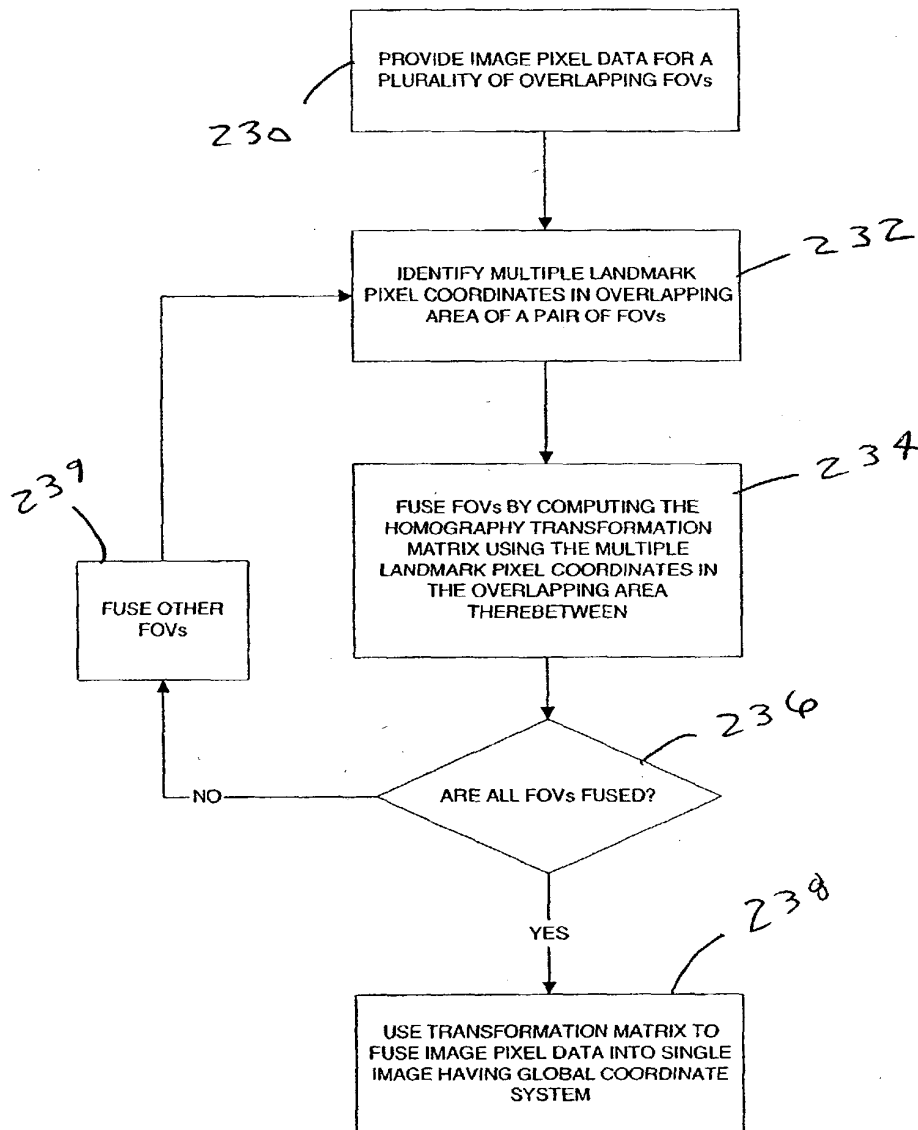 PROVIDE IMAGE PIXEL DATA FOR A
PLURALITY OF OVERLAPPING FOVs
230
232
IDENTIFY MULTIPLE LANDMARK
PIXEL COORDINATES IN OVERLAPPING
AREA OF A PAIR OF FOVs
234
FUSE FOVs BY COMPUTING THE
HOMOGRAPHY TRANSFORMATION
MATRIX USING THE MULTIPLE
LANDMARK PIXEL COORDINATES IN
THE OVERLAPPING AREA
THEREBETWEEN
239
FUSE OTHER
FOVs
236
ARE ALL FOVs FUSED?
NO
YES
238
USE TRANSFORMATION MATRIX TO
FUSE IMAGE PIXEL DATA INTO SINGLE
IMAGE HAVING GLOBAL COORDINATE
SYSTEM